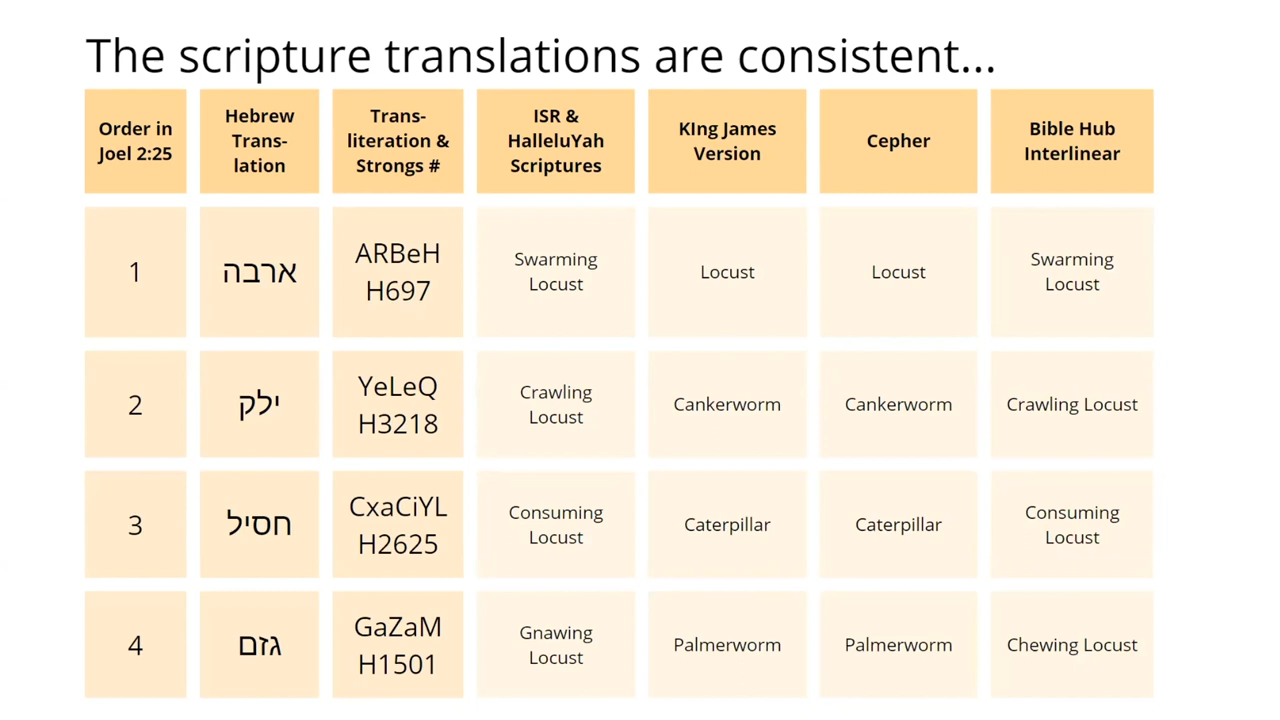 The scripture translations are consistent...
Order in
Joel 2:25
Hebrew
Trans-
lation
Trans-
literation &
Strongs #
ISR &
HalleluYah
Scriptures
KIng James
Version
Cepher
Bible Hub
Interlinear
1
ארבה
ARBeH
H697
Swarming
Locust
Locust
Locust
Swarming
Locust
2
ילק
YeLeQ
H3218
Crawling
Locust
Cankerworm
Cankerworm
Crawling Locust
3
חסיל
CxaCiYL
H2625
Consuming
Locust
Caterpillar
Caterpillar
Consuming
Locust
4
גזם
GaZaM
H1501
Gnawing
Locust
Palmerworm
Palmerworm
Chewing Locust